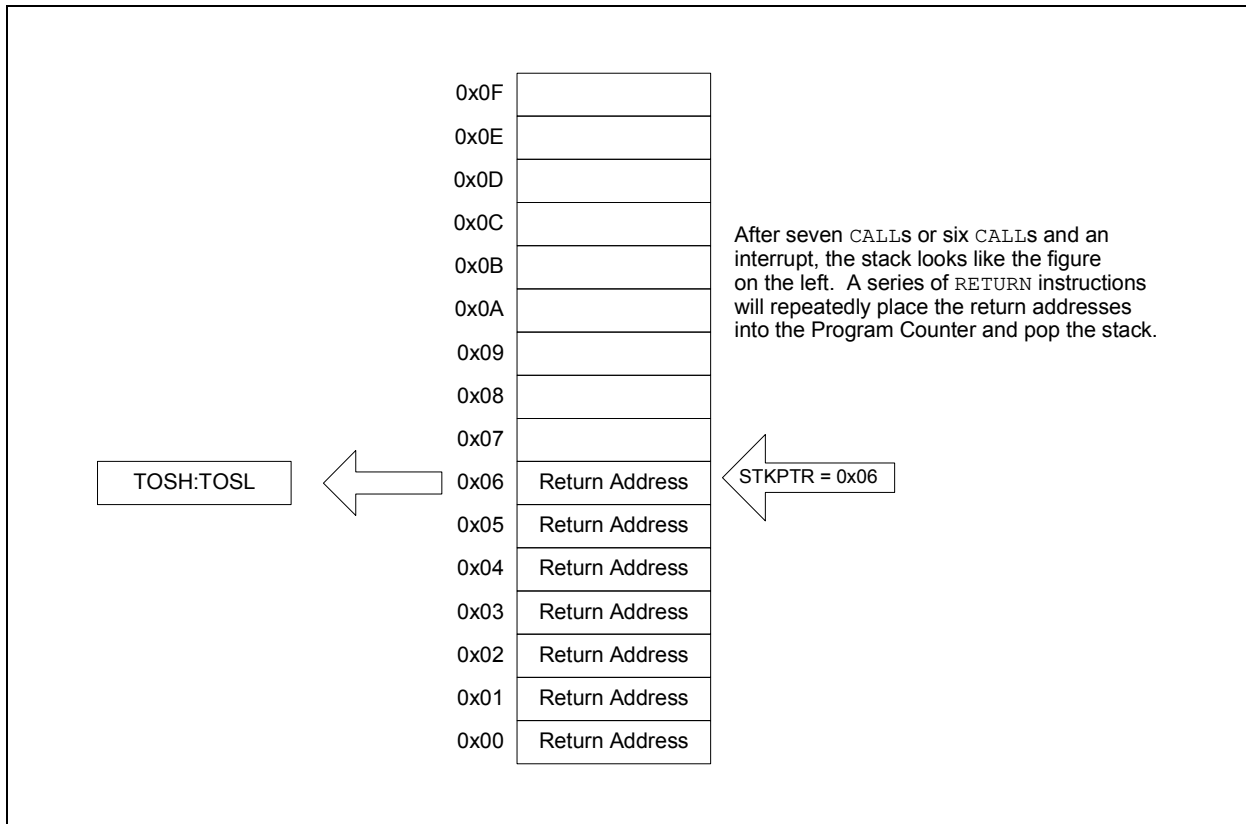 0x0F
0x0E
0x0D
0x0C
0x0B
0x0A
0x09
0x08
0x07
0x06 Return Address
0x05 Return Address
0x04 Return Address
0x03 Return Address
0x02 Return Address
0x01 Return Address
0x00 Return Address
TOSH:TOSL
STKPTR = 0x06
After seven CALLs or six CALLs and an
interrupt, the stack looks like the figure
on the left. A series of RETURN instructions
will repeatedly place the return addresses
into the Program Counter and pop the stack.